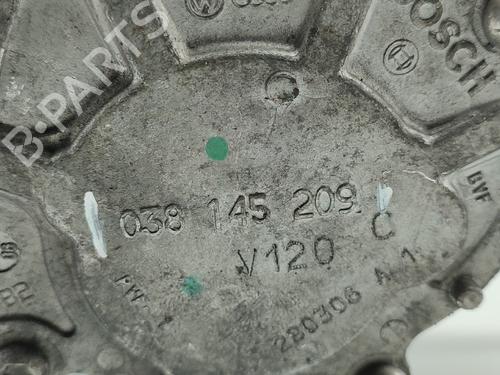 BOSCH
B-PARTS
038 145 209
V120 C
BVF
280306 A 1